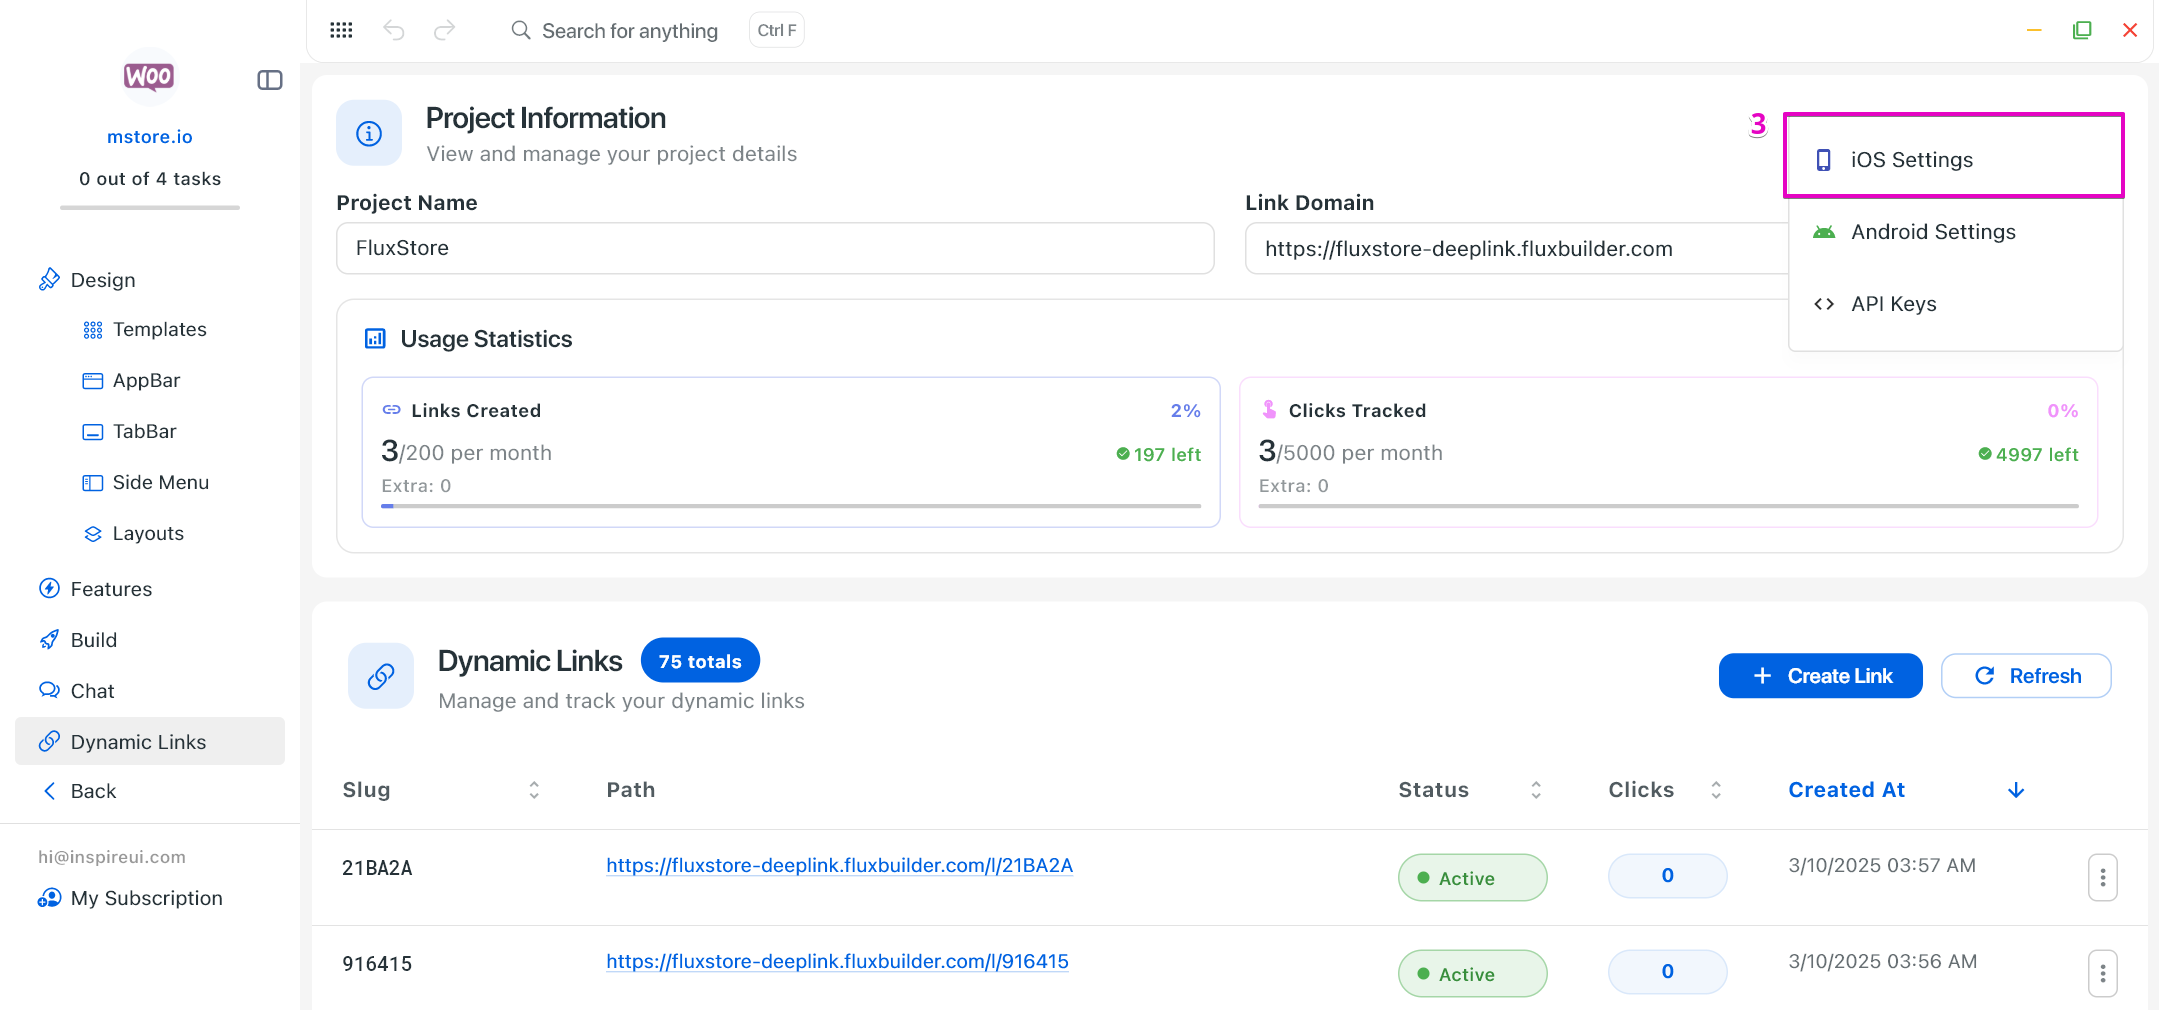 Search for anything
Ctrl F
WOO
mstore.io
0 out of 4 tasks
Design
Templates
AppBar
TabBar
Side Menu
Layouts
Features
Build
Chat
Dynamic Links
Back
hi@inspireui.com
My Subscription
Project Information
View and manage your project details
3
iOS Settings
Android Settings
API Keys
Project Name
FluxStore
Link Domain
https://fluxstore-deeplink.fluxbuilder.com
Usage Statistics
Links Created 2%
3/200 per month 197 left
Extra: 0
Clicks Tracked 0%
3/5000 per month 4997 left
Extra: 0
Dynamic Links 75 totals
Manage and track your dynamic links
Create Link Refresh
Slug Path Status Clicks Created At
21BA2A https://fluxstore-deeplink.fluxbuilder.com/l/21BA2A Active 0 3/10/2025 03:57 AM
916415 https://fluxstore-deeplink.fluxbuilder.com/l/916415 Active 0 3/10/2025 03:56 AM